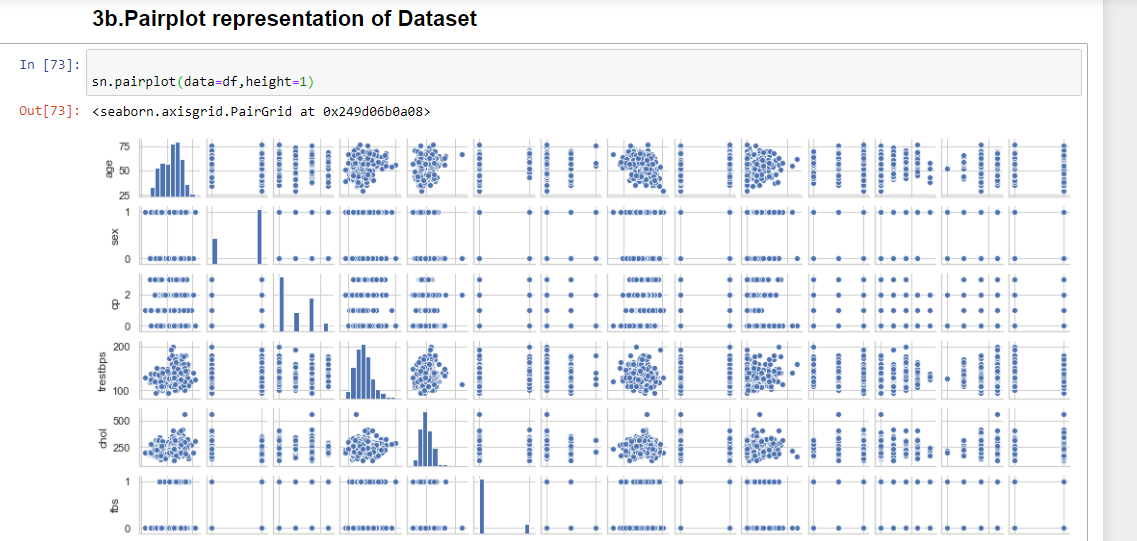 3b.Pairplot representation of Dataset
In [73]:
sn.pairplot(data=df,height=1)
Out[73]: <seaborn.axisgrid.PairGrid at 0x249d06b0a08>
75
50
25
age
1
0
sex
2
0
cp
200
100
trestbps
500
250
chol
1
0
fbs